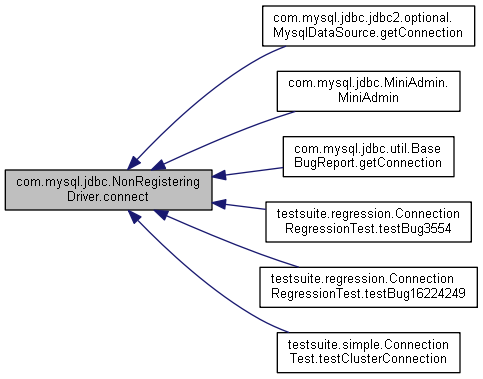 com.mysql.jdbc.jdbc2.optional.
MysqlDataSource.getConnection
com.mysql.jdbc.MiniAdmin.
MiniAdmin
com.mysql.jdbc.util.Base
BugReport.getConnection
com.mysql.jdbc.NonRegistering
Driver.connect
testsuite.regression.Connection
RegressionTest.testBug3554
testsuite.regression.Connection
RegressionTest.testBug16224249
testsuite.simple.Connection
Test.testClusterConnection